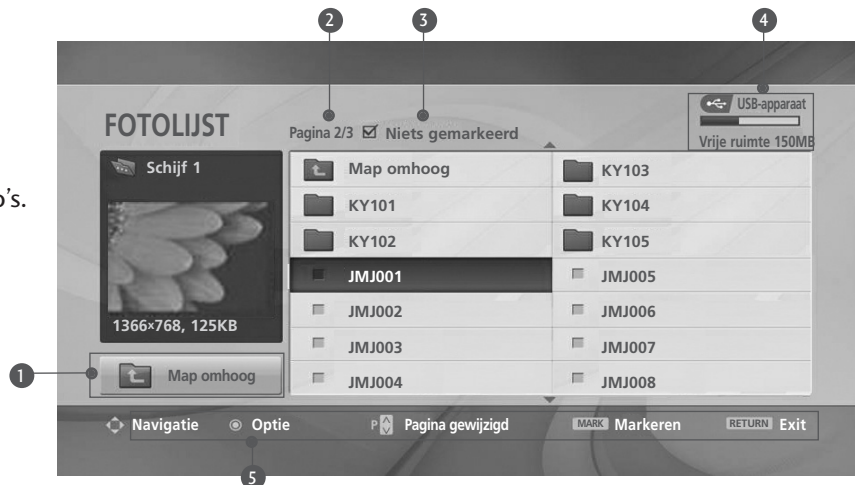 2 3 4
USB-apparaat
FOTOLIJST
Pagina 2/3 Niets gemarkeerd
Vrije ruimte 150MB
Schijf 1
Map omhoog KY103
KY101 KY104
o's.
KY102 KY105
JMJ001 JMJ005
JMJ002 JMJ006
1366×768, 125KB
JMJ003 JMJ007
1 Map omhoog
JMJ004 JMJ008
Navigatie Optie P Pagina gewijzigd MARK Markeren RETURN Exit
5